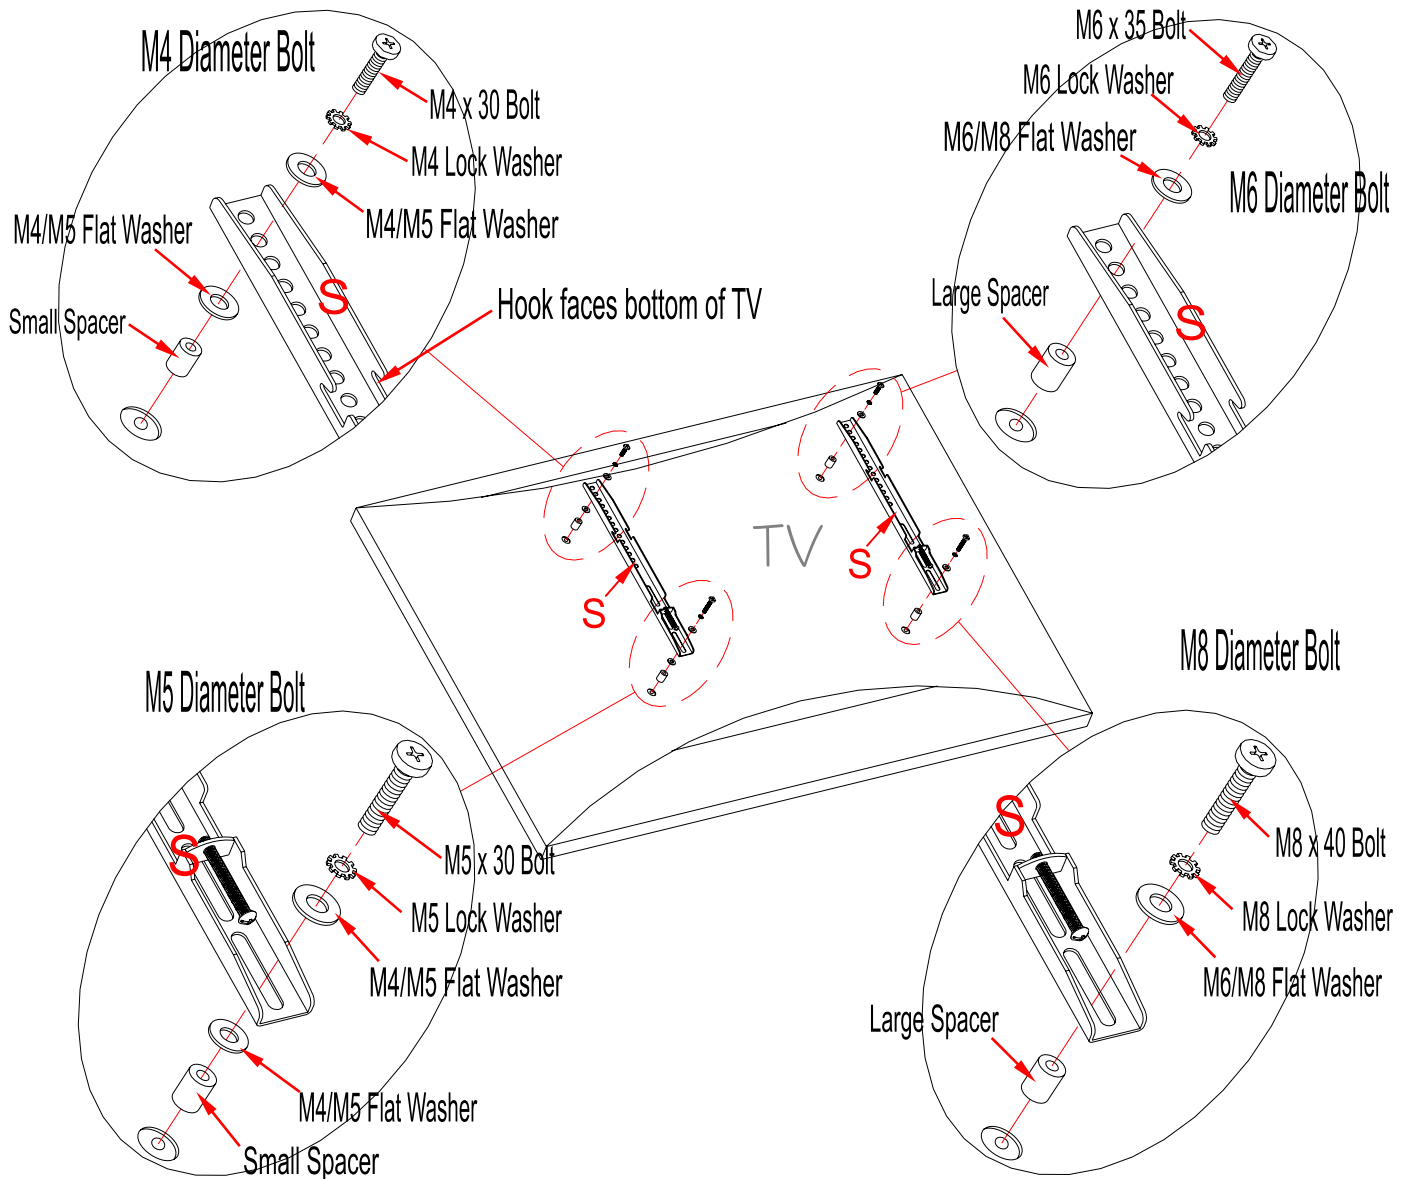 M4 Diameter Bolt
M4 x 30 Bolt
M4 Lock Washer
M4/M5 Flat Washer
M4/M5 Flat Washer
Small Spacer
S
Hook faces bottom of TV
M6 x 35 Bolt
M6 Lock Washer
M6/M8 Flat Washer
M6 Diameter Bolt
Large Spacer
S
TV
S
S
M5 Diameter Bolt
S
M5 x 30 Bolt
M5 Lock Washer
M4/M5 Flat Washer
M4/M5 Flat Washer
Small Spacer
M8 Diameter Bolt
S
M8 x 40 Bolt
M8 Lock Washer
M6/M8 Flat Washer
Large Spacer